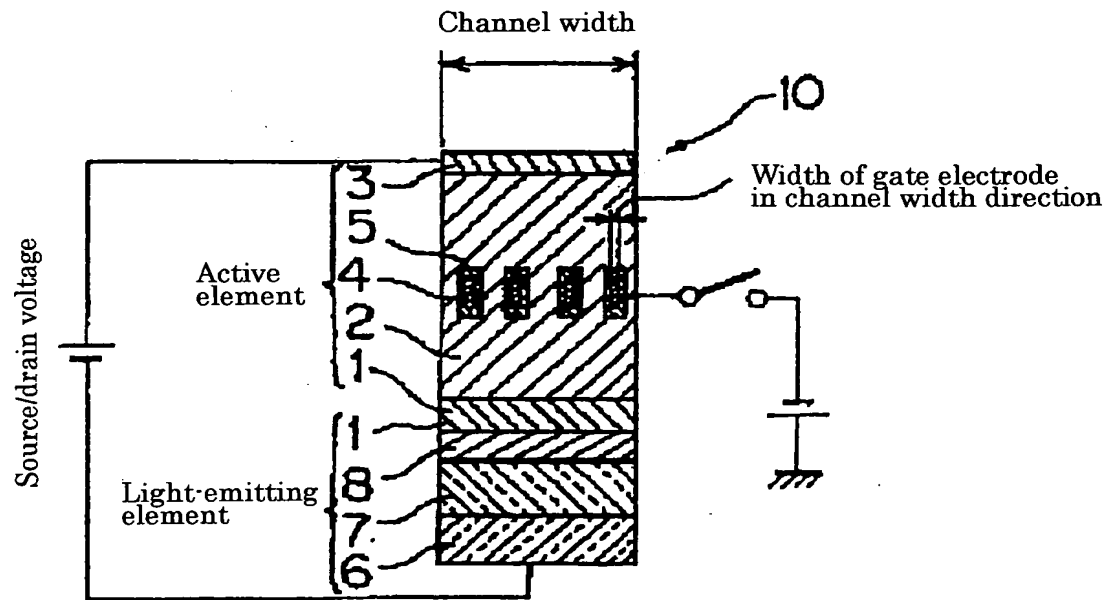 Channel width
10
Width of gate electrode
in channel width direction
3
5
Active
element
4
2
1
Source/drain voltage
1
8
Light-emitting
element
7
6